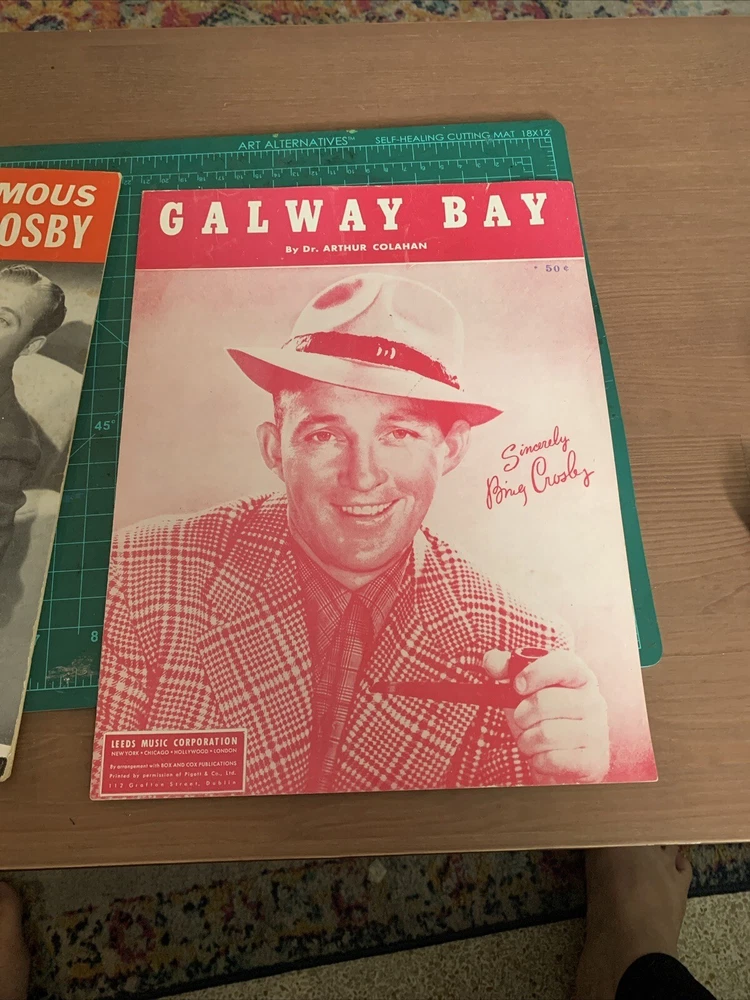 ART ALTERNATIVES™ SELF-HEALING CUTTING MAT 18X12
MOUS
OSBY
GALWAY BAY
By Dr. ARTHUR COLAHAN
50¢
Sincerely
Bing Crosby
45°
8
LEEDS MUSIC CORPORATION
NEW YORK • CHICAGO • HOLLYWOOD • LONDON
By arrangement with BOX AND COX PUBLICATIONS
Printed by permission of Pigott & Co., Ltd.
112 Grafton Street, Dublin